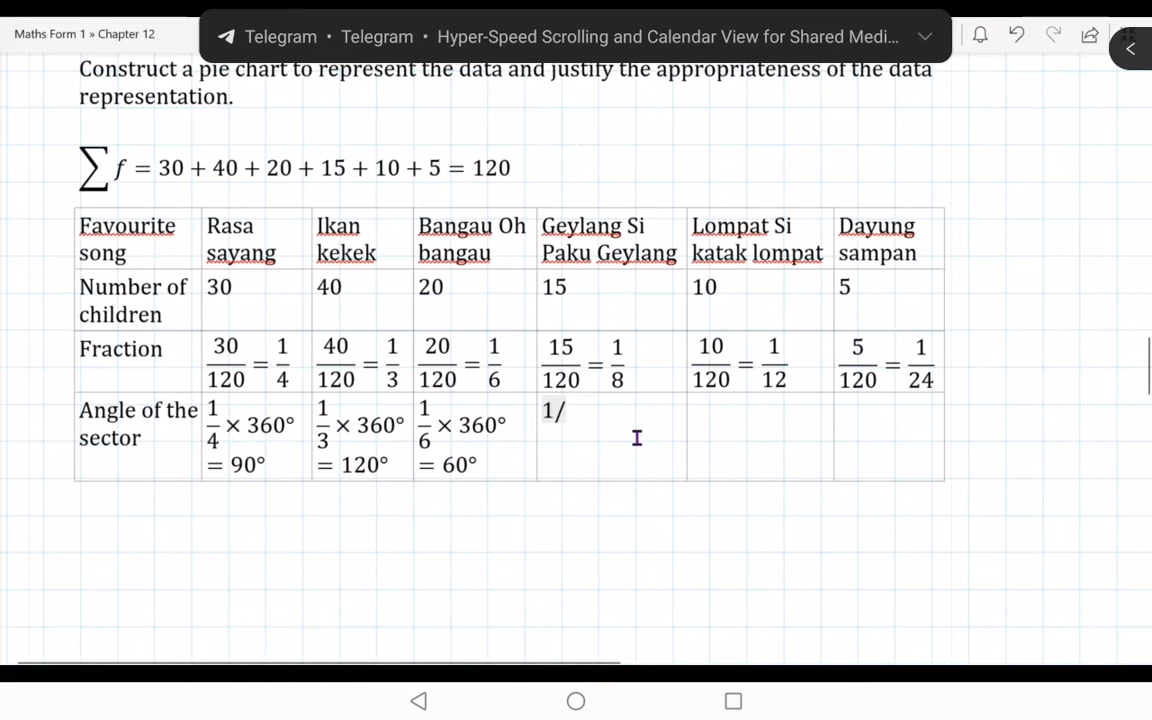 Maths Form 1 » Chapter 12
Telegram • Telegram • Hyper-Speed Scrolling and Calendar View for Shared Medi...
Construct a pie chart to represent the data and justify the appropriateness of the data
representation.
∑ f = 30 + 40 + 20 + 15 + 10 + 5 = 120
Favourite song | Rasa sayang | Ikan kekek | Bangau Oh bangau | Geylang Si Paku Geylang | Lompat Si katak lompat | Dayung sampan
Number of children | 30 | 40 | 20 | 15 | 10 | 5
Fraction | 30/120 = 1/4 | 40/120 = 1/3 | 20/120 = 1/6 | 15/120 = 1/8 | 10/120 = 1/12 | 5/120 = 1/24
Angle of the sector | 1/4 × 360° = 90° | 1/3 × 360° = 120° | 1/6 × 360° = 60° | 1/